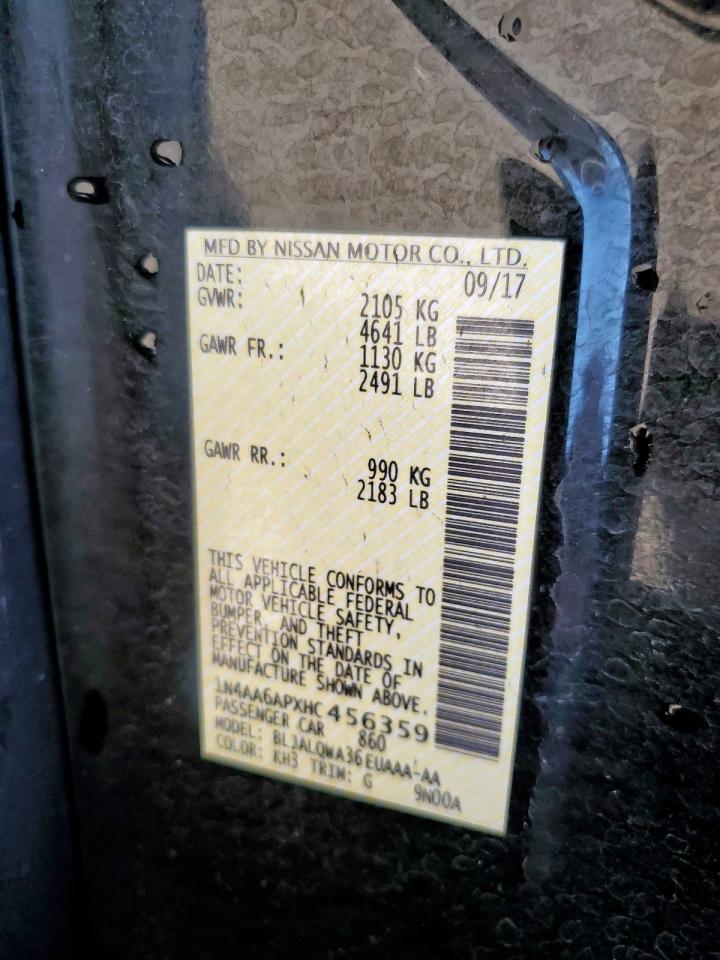 MFD BY NISSAN MOTOR CO., LTD.
DATE: 09/17
GVWR: 2105 KG
4641 LB
GAWR FR.: 1130 KG
2491 LB
GAWR RR.: 990 KG
2183 LB
THIS VEHICLE CONFORMS TO
ALL APPLICABLE FEDERAL
MOTOR VEHICLE SAFETY,
BUMPER, AND THEFT
PREVENTION STANDARDS IN
EFFECT ON THE DATE OF
MANUFACTURE SHOWN ABOVE.
1N4AA6APXHC456359
PASSENGER CAR 860
MODEL: BLJALQWA36EUAAA-AA
COLOR: KH3 TRIM: G 9N00A